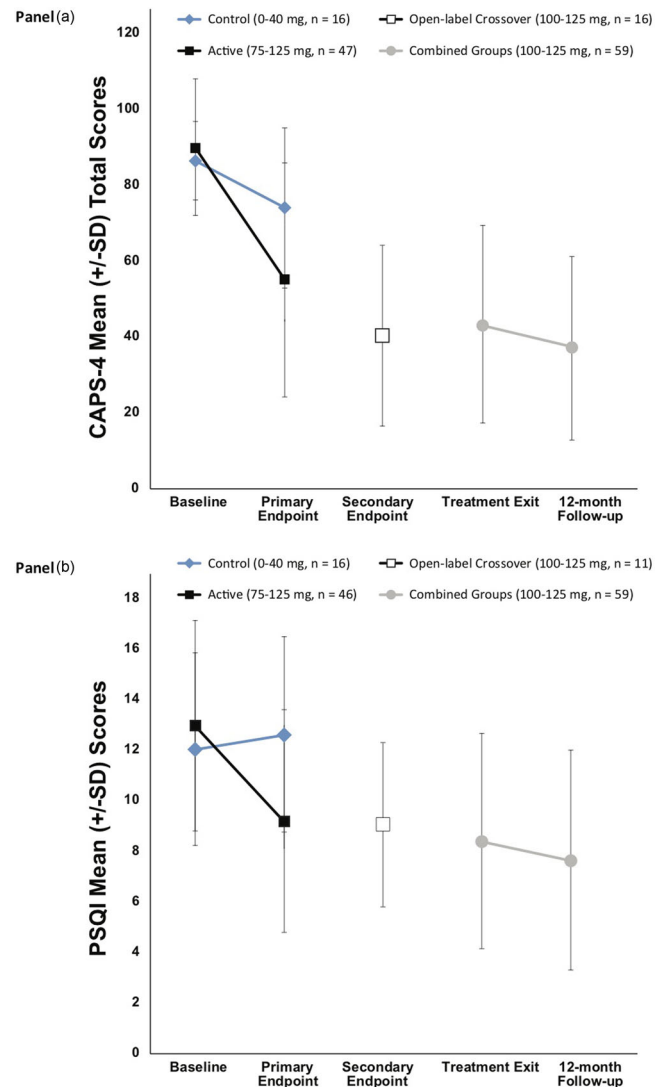 Panel (a)
Control (0-40 mg, n = 16)
Open-label Crossover (100-125 mg, n = 16)
Active (75-125 mg, n = 47)
Combined Groups (100-125 mg, n = 59)
CAPS-4 Mean (+/-SD) Total Scores
120
100
80
60
40
20
0
Baseline
Primary
Endpoint
Secondary
Endpoint
Treatment Exit
12-month
Follow-up
Panel (b)
Control (0-40 mg, n = 16)
Open-label Crossover (100-125 mg, n = 11)
Active (75-125 mg, n = 46)
Combined Groups (100-125 mg, n = 59)
PSQI Mean (+/-SD) Scores
18
16
14
12
10
8
6
4
2
0
Baseline
Primary
Endpoint
Secondary
Endpoint
Treatment Exit
12-month
Follow-up